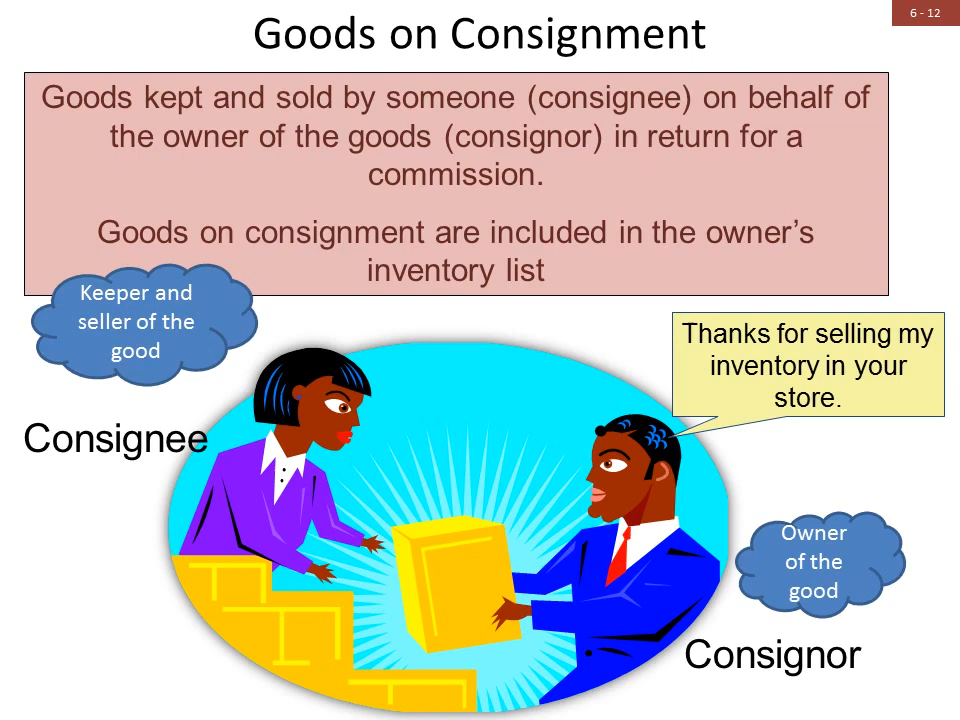 6 - 12
Goods on Consignment
Goods kept and sold by someone (consignee) on behalf of
the owner of the goods (consignor) in return for a
commission.
Goods on consignment are included in the owner’s
inventory list
Keeper and
seller of the
good
Thanks for selling my
inventory in your
store.
Consignee
Owner
of the
good
Consignor